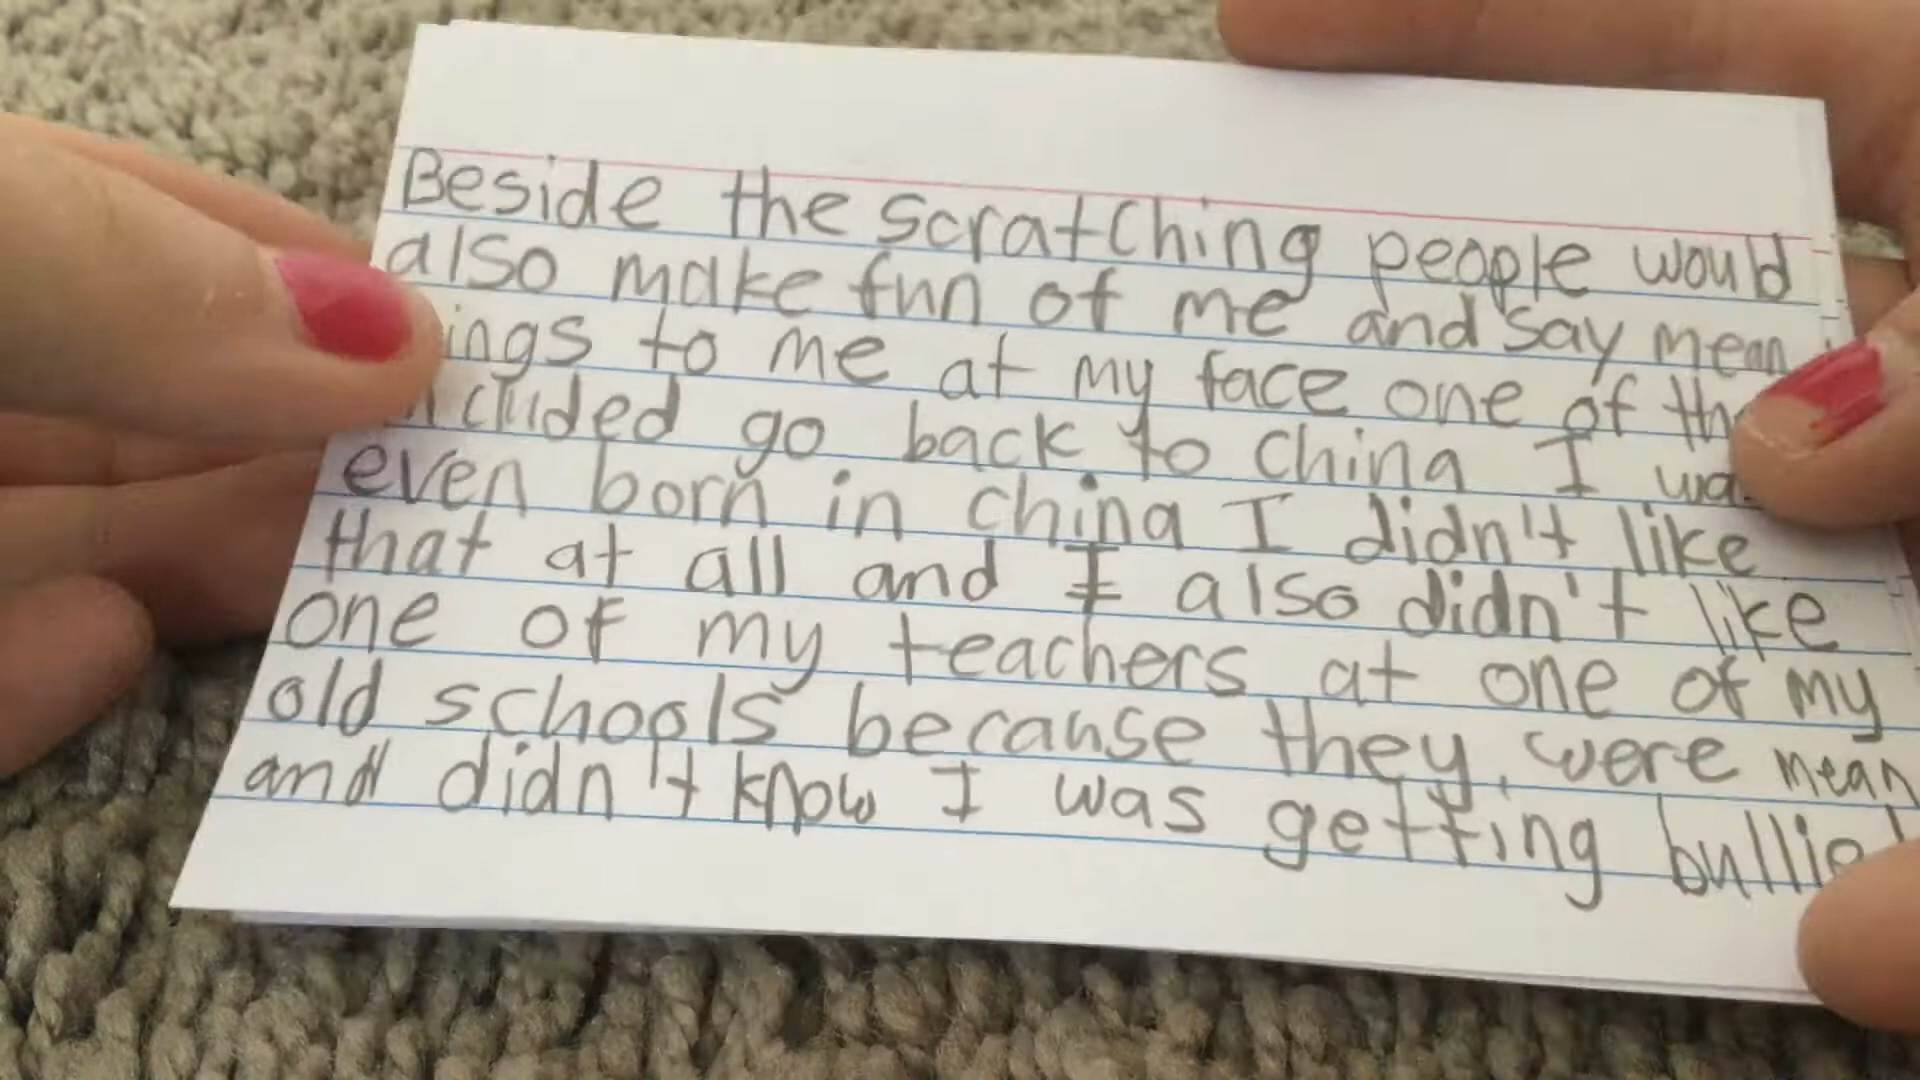 Beside the scratching people would
also make fun of me and say mean
ings to me at my face one of th
cluded go back to china I wa
even born in china I didn't like
that at all and I also didn't like
one of my teachers at one of my
old schools because they were mean
and didn't know I was getting bullie